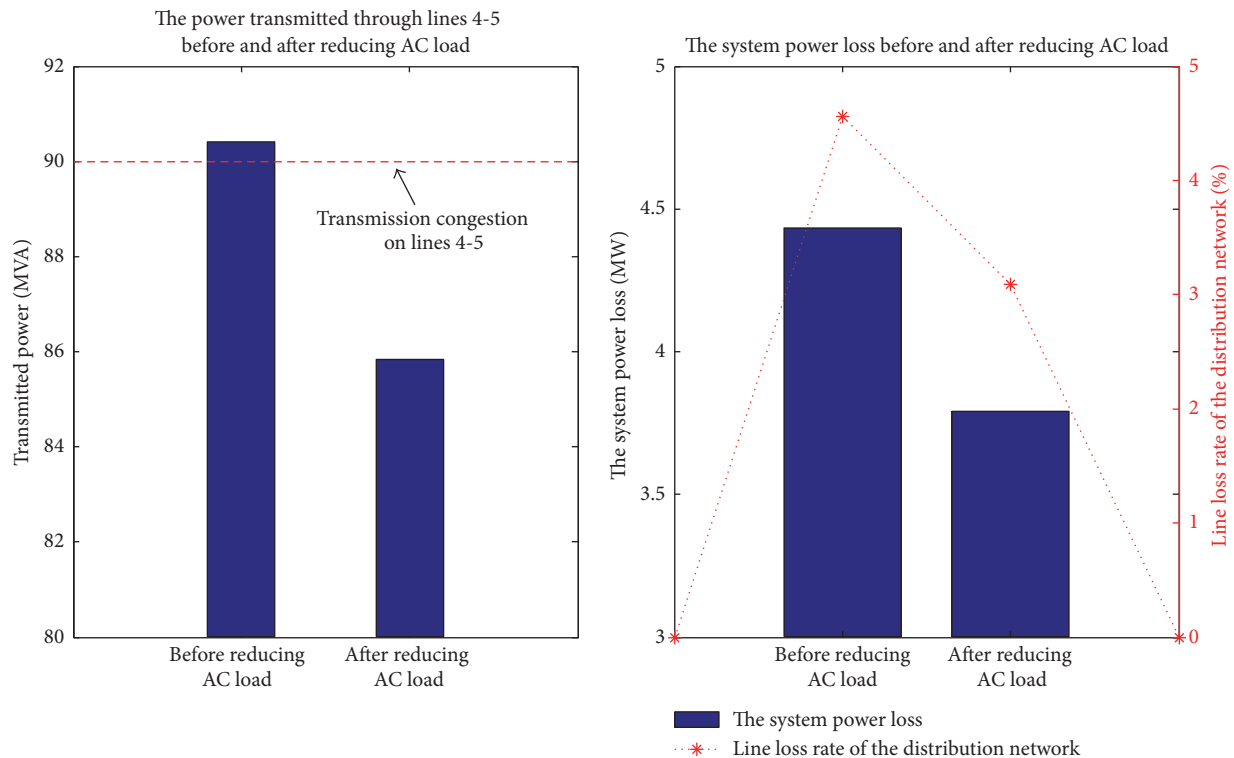 The power transmitted through lines 4-5
before and after reducing AC load
92
90
88
86
84
82
80
Transmitted power (MVA)
Transmission congestion
on lines 4-5
Before reducing
AC load
After reducing
AC load
The system power loss before and after reducing AC load
5
4.5
4
3.5
3
The system power loss (MW)
5
4
3
2
1
0
Line loss rate of the distribution network (%)
Before reducing
AC load
After reducing
AC load
The system power loss
Line loss rate of the distribution network